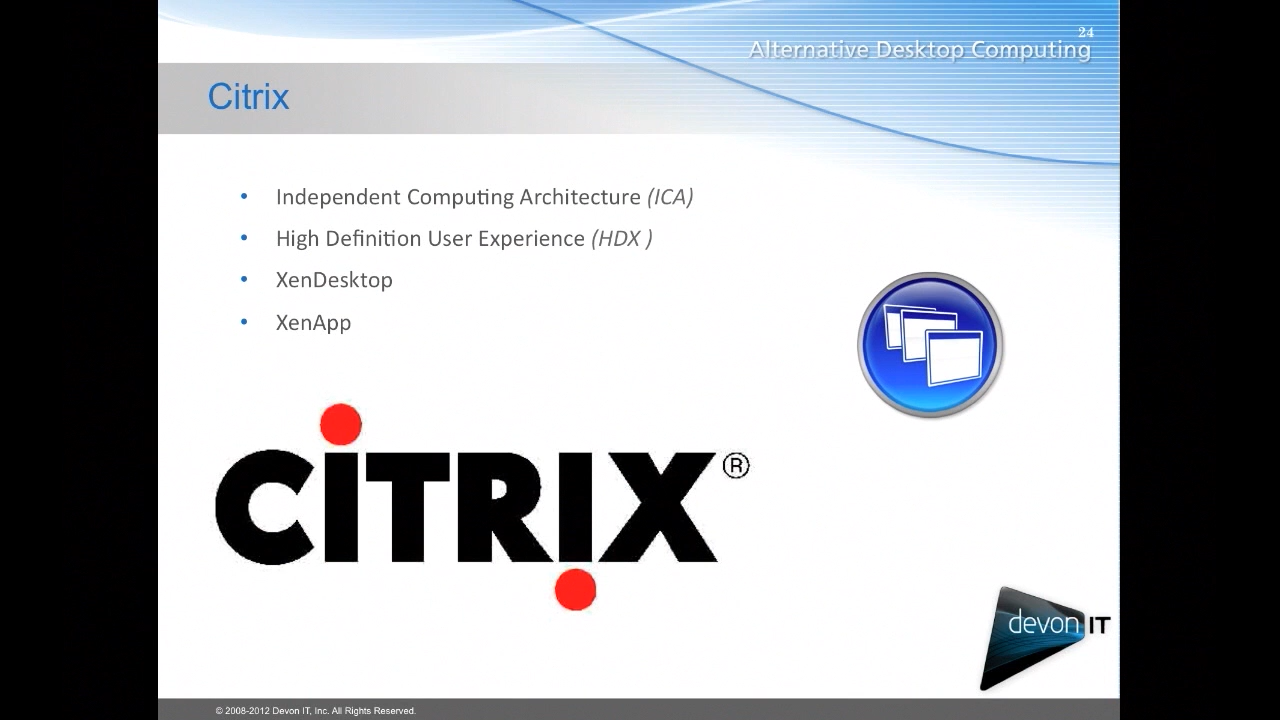 24
Alternative Desktop Computing
Citrix
• Independent Computing Architecture (ICA)
• High Definition User Experience (HDX )
• XenDesktop
• XenApp
CITRIX®
devon IT
© 2008-2012 Devon IT, Inc. All Rights Reserved.